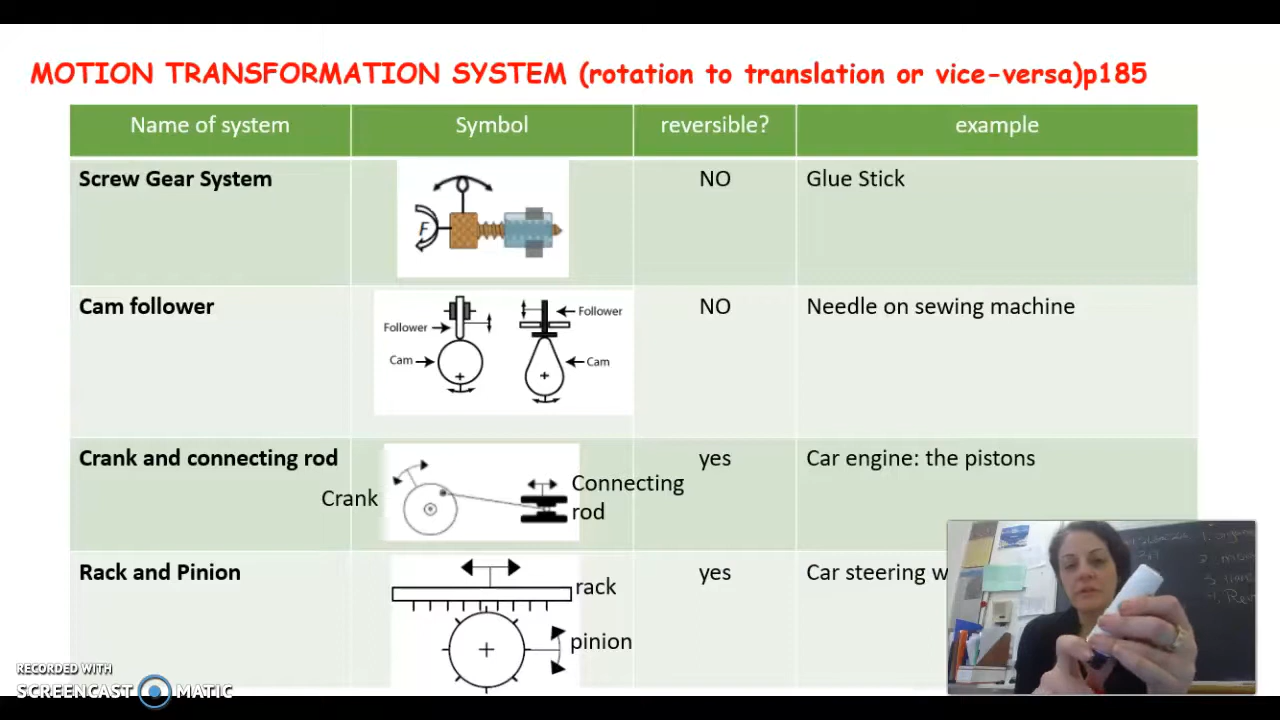 MOTION TRANSFORMATION SYSTEM (rotation to translation or vice-versa)p185
Name of system Symbol reversible? example
Screw Gear System NO Glue Stick
F
Cam follower NO Needle on sewing machine
Follower
Follower
Cam
Cam
Crank and connecting rod yes Car engine: the pistons
Crank
Connecting
rod
Rack and Pinion yes Car steering w
rack
pinion
RECORDED WITH
SCREENCAST MATIC